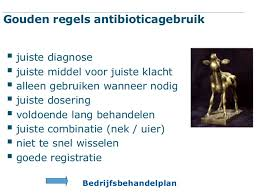 Gouden regels antibioticagebruik
juiste diagnose
juiste middel voor juiste klacht
alleen gebruiken wanneer nodig
juiste dosering
voldoende lang behandelen
juiste combinatie (nek / uier)
niet te snel wisselen
goede registratie
Bedrijfsbehandelplan